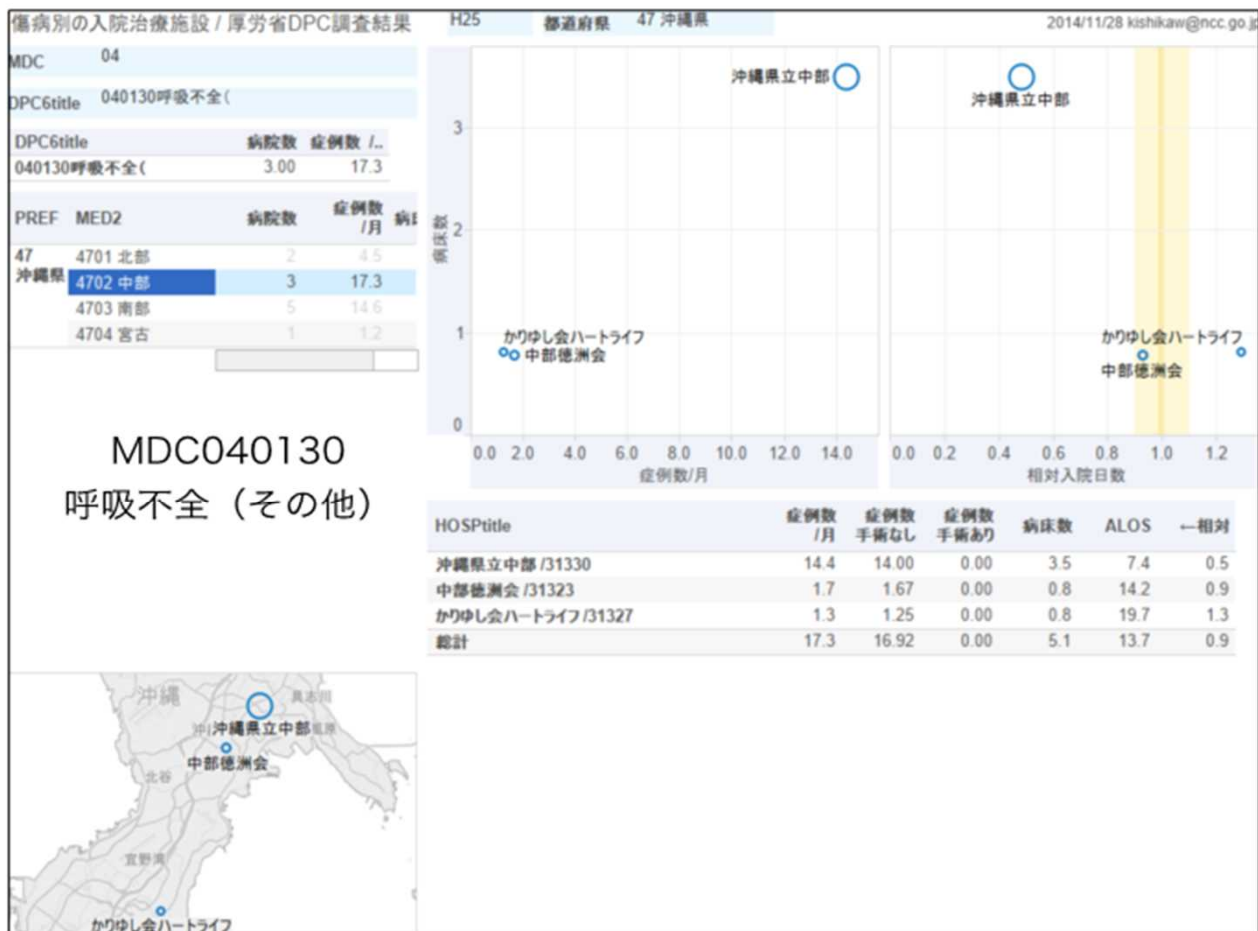 傷病別の入院治療施設 / 厚労省DPC調査結果
H25 都道府県 47 沖縄県
2014/11/28 kishikaw@ncc.go.jp
MDC 04
DPC6title 040130呼吸不全(
DPC6title 病院数 症例数 /..
040130呼吸不全( 3.00 17.3
PREF MED2 病院数 症例数 /月
47 沖縄県 4701 北部 2 4.5
4702 中部 3 17.3
4703 南部 5 14.6
4704 宮古 1 1.2
MDC040130
呼吸不全（その他）
病床数
3
2
1
0
沖縄県立中部
かりゆし会ハートライフ
中部徳洲会
0.0 2.0 4.0 6.0 8.0 10.0 12.0 14.0
症例数/月
沖縄県立中部
かりゆし会ハートライフ
中部徳洲会
0.0 0.2 0.4 0.6 0.8 1.0 1.2
相対入院日数
HOSPtitle 症例数 /月 症例数 手術なし 症例数 手術あり 病床数 ALOS ←相対
沖縄県立中部 /31330 14.4 14.00 0.00 3.5 7.4 0.5
中部徳洲会 /31323 1.7 1.67 0.00 0.8 14.2 0.9
かりゆし会ハートライフ /31327 1.3 1.25 0.00 0.8 19.7 1.3
総計 17.3 16.92 0.00 5.1 13.7 0.9
沖縄
具志川
沖縄県立中部
中部徳洲会
北谷
宜野湾
かりゆし会ハートライフ